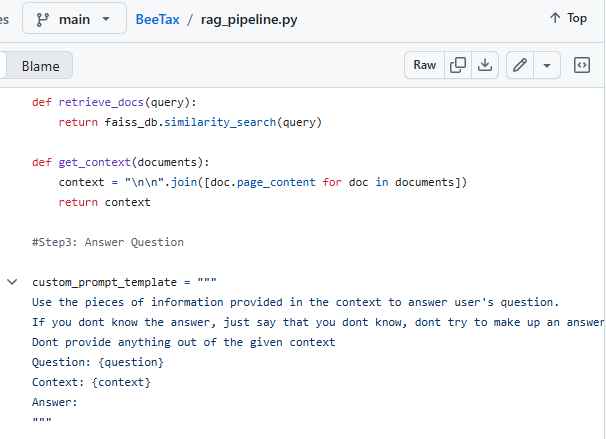 es main BeeTax / rag_pipeline.py Top
Blame Raw
def retrieve_docs(query):
    return faiss_db.similarity_search(query)

def get_context(documents):
    context = "\n\n".join([doc.page_content for doc in documents])
    return context

#Step3: Answer Question

custom_prompt_template = """
Use the pieces of information provided in the context to answer user's question.
If you dont know the answer, just say that you dont know, dont try to make up an answer
Dont provide anything out of the given context
Question: {question}
Context: {context}
Answer:
"""